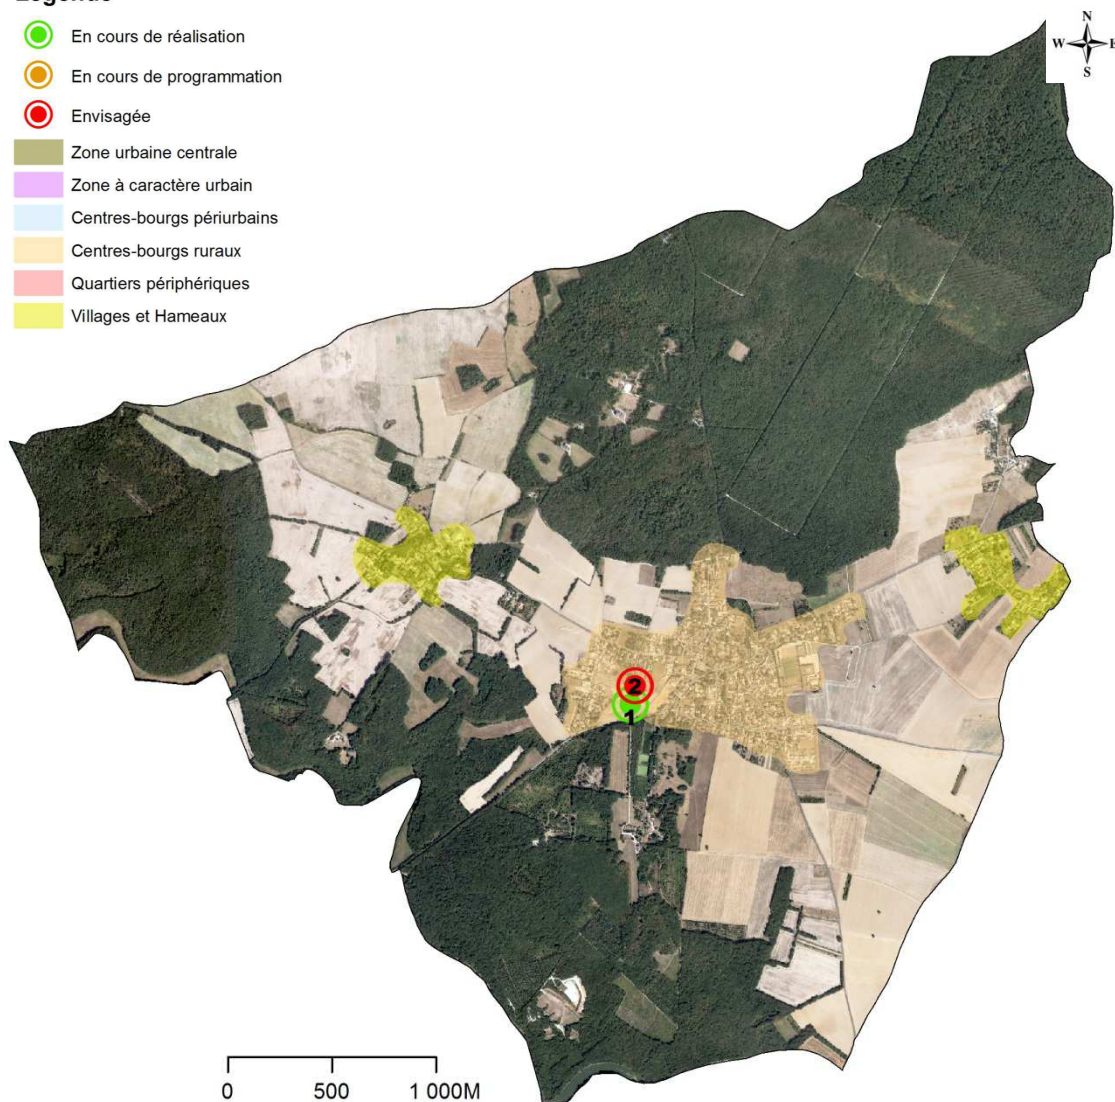 Légende
En cours de réalisation
En cours de programmation
Envisagée
Zone urbaine centrale
Zone à caractère urbain
Centres-bourgs périurbains
Centres-bourgs ruraux
Quartiers périphériques
Villages et Hameaux
N
W E
S
2
1
0 500 1 000M